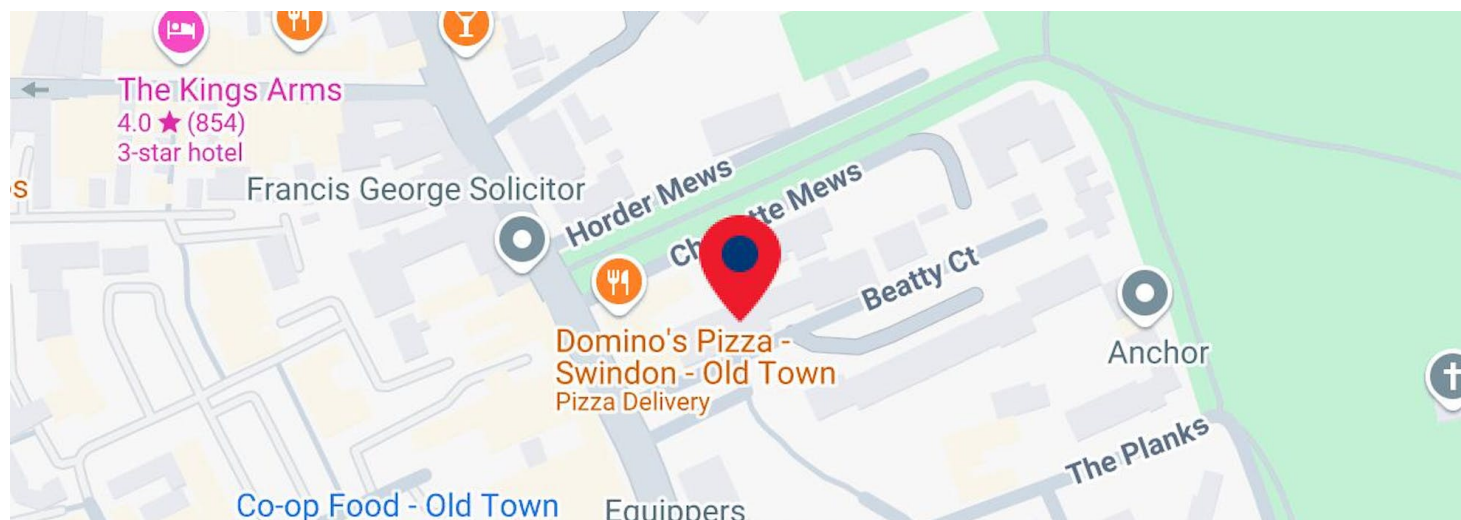 The Kings Arms
4.0 ★ (854)
3-star hotel
s
Francis George Solicitor
Horder Mews
Beatty Ct
Domino's Pizza -
Swindon - Old Town
Pizza Delivery
Anchor
The Planks
Co-op Food - Old Town
Equippers